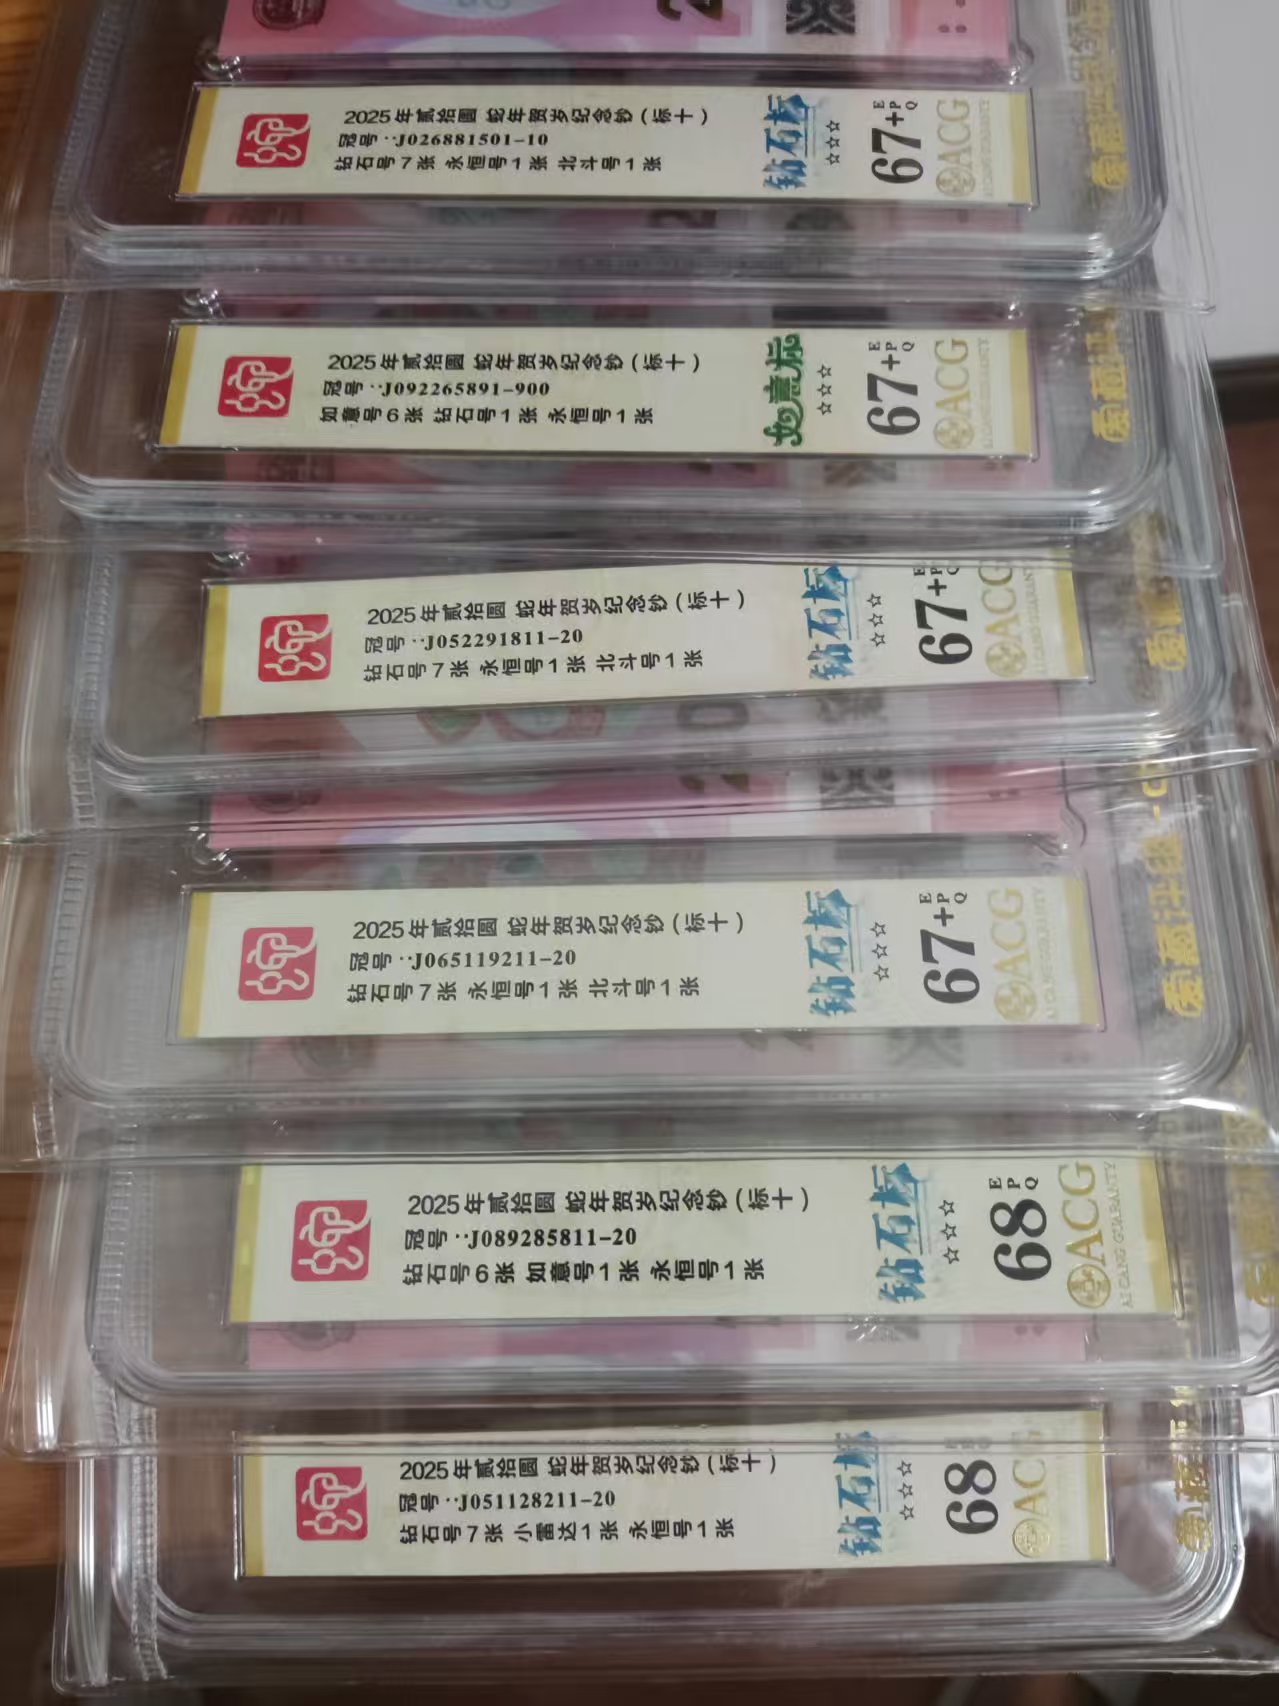 2025年贰拾圆 蛇年贺岁纪念钞（标十）
冠号··J026881501-10
钻石号7张 永恒号1张 北斗号1张
钻石标
☆☆☆
67+
EPQ
ACG
2025年贰拾圆 蛇年贺岁纪念钞（标十）
冠号··J092265891-900
如意号6张 钻石号1张 永恒号1张
如意标
☆☆☆
67+
EPQ
ACG
2025年贰拾圆 蛇年贺岁纪念钞（标十）
冠号··J052291811-20
钻石号7张 永恒号1张 北斗号1张
钻石标
☆☆☆
67+
EPQ
ACG
2025年贰拾圆 蛇年贺岁纪念钞（标十）
冠号··J065119211-20
钻石号7张 永恒号1张 北斗号1张
钻石标
☆☆☆
67+
EPQ
ACG
2025年贰拾圆 蛇年贺岁纪念钞（标十）
冠号··J089285811-20
钻石号6张 如意号1张 永恒号1张
钻石标
☆☆☆
68
EPQ
ACG
AI CANG GUARANTY
2025年贰拾圆 蛇年贺岁纪念钞（标十）
冠号··J051128211-20
钻石号7张 小雷达1张 永恒号1张
钻石标
☆☆☆
68
ACG